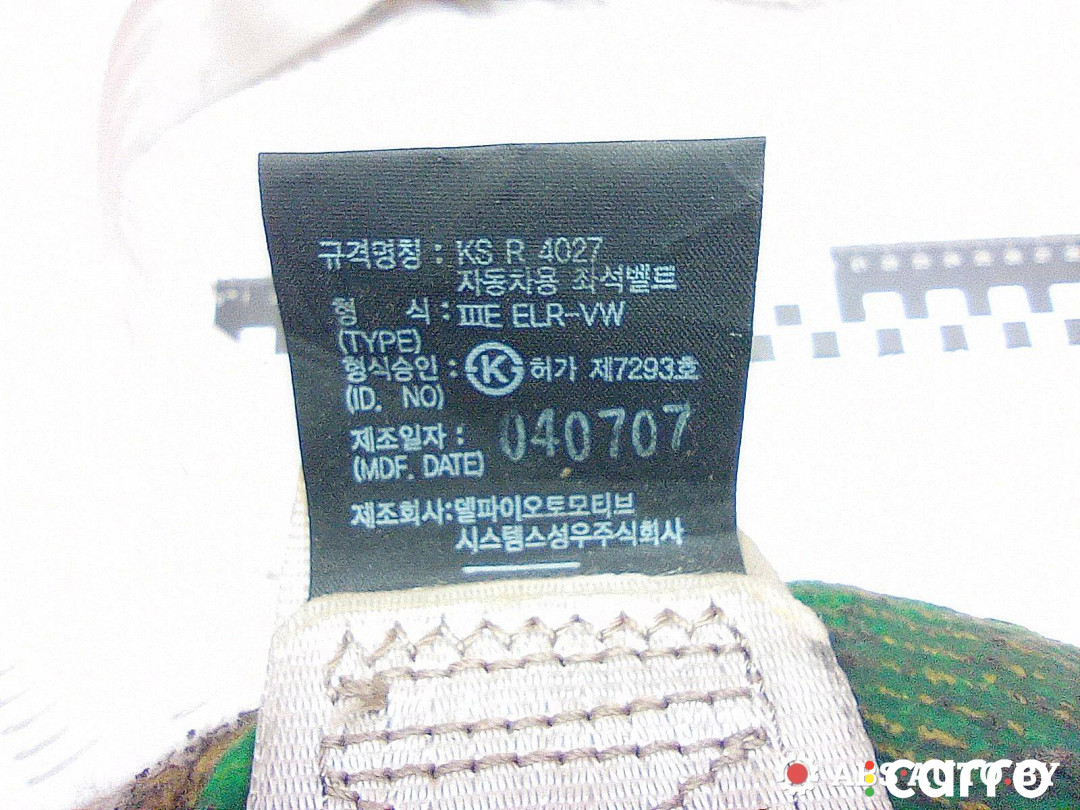 규격명칭 : KS R 4027
자동차용 좌석벨트
형 식 : ⅢE ELR-VW
(TYPE)
형식승인 : K 허가 제7293호
(ID. NO)
제조일자 : 040707
(MDF. DATE)
제조회사:델파이오토모티브
시스템스성우주식회사
carro